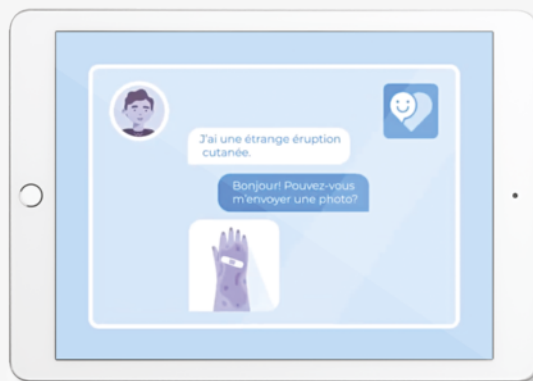 J'ai une étrange éruption
cutanée.
Bonjour! Pouvez-vous
m'envoyer une photo?